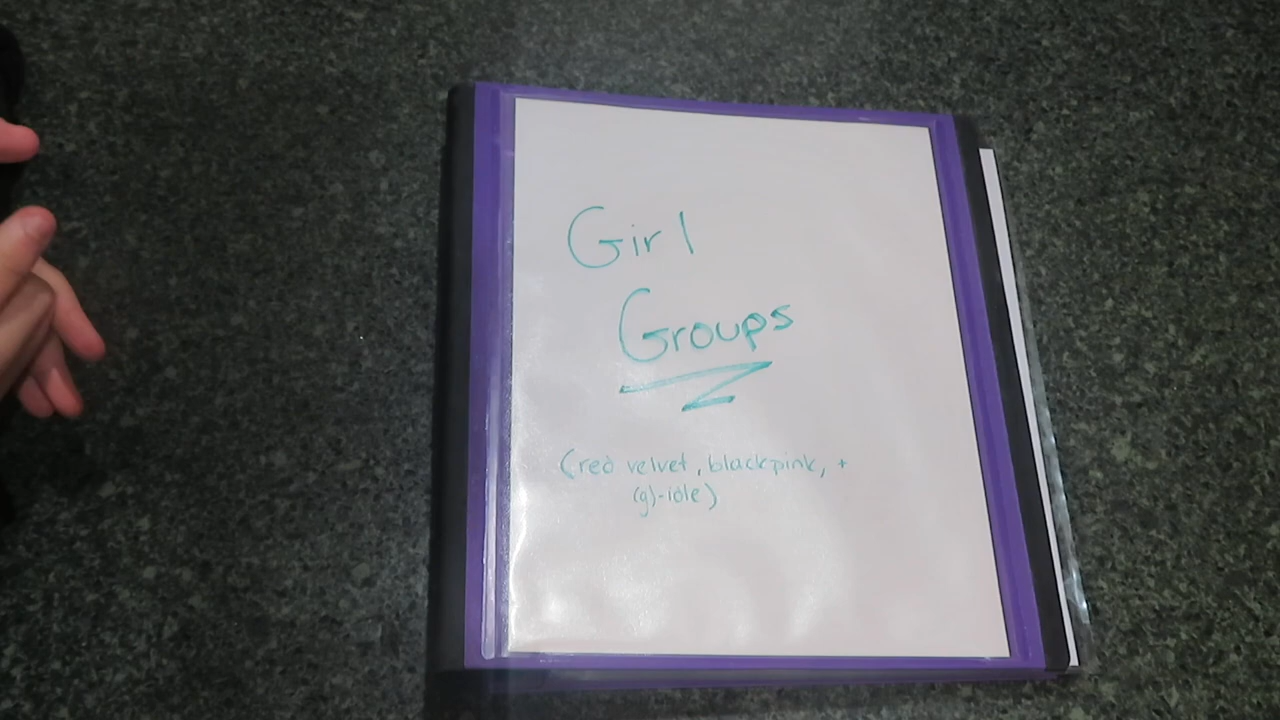 Girl
Groups
(red velvet, blackpink, +
(g)-idle)